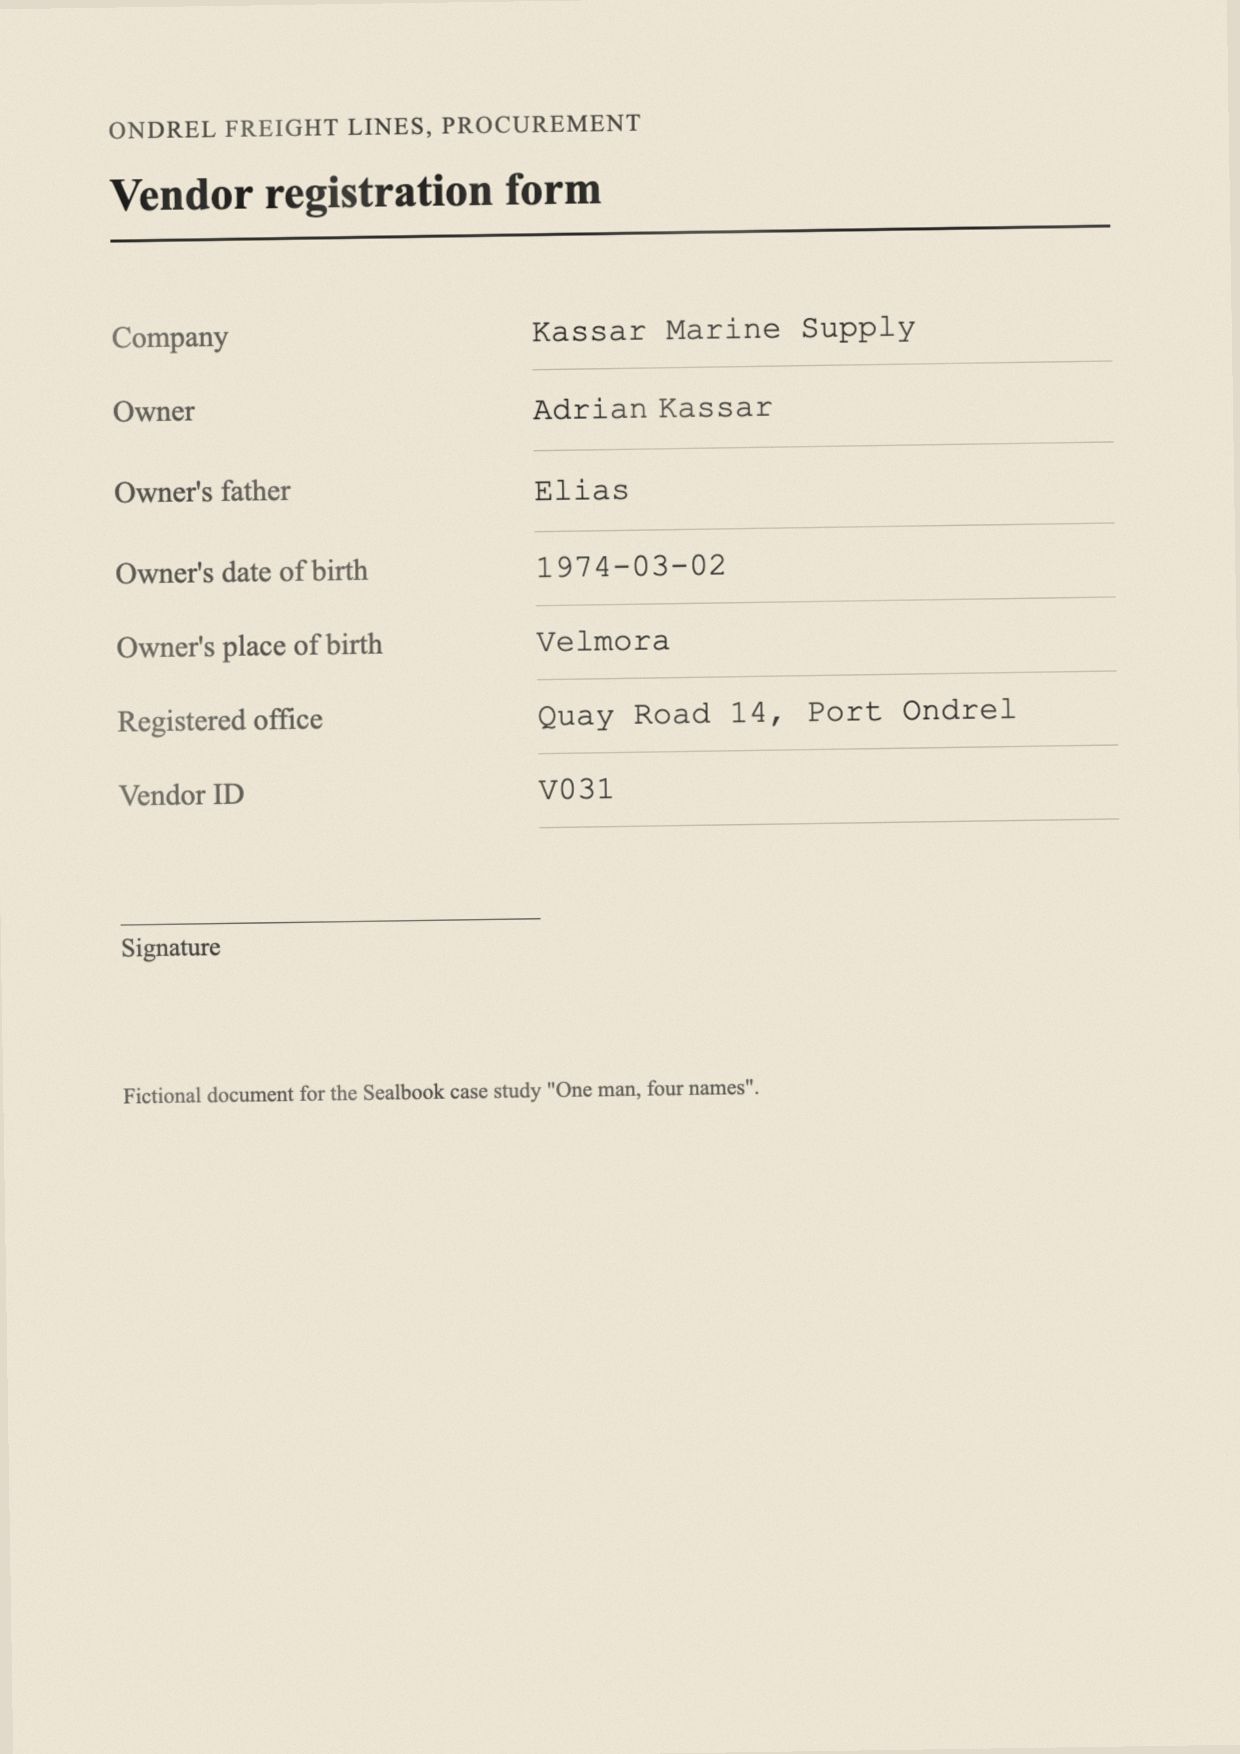 ONDREL FREIGHT LINES, PROCUREMENT
Vendor registration form
Company Kassar Marine Supply
Owner Adrian Kassar
Owner's father Elias
Owner's date of birth 1974-03-02
Owner's place of birth Velmora
Registered office Quay Road 14, Port Ondrel
Vendor ID V031
Signature
Fictional document for the Sealbook case study "One man, four names".